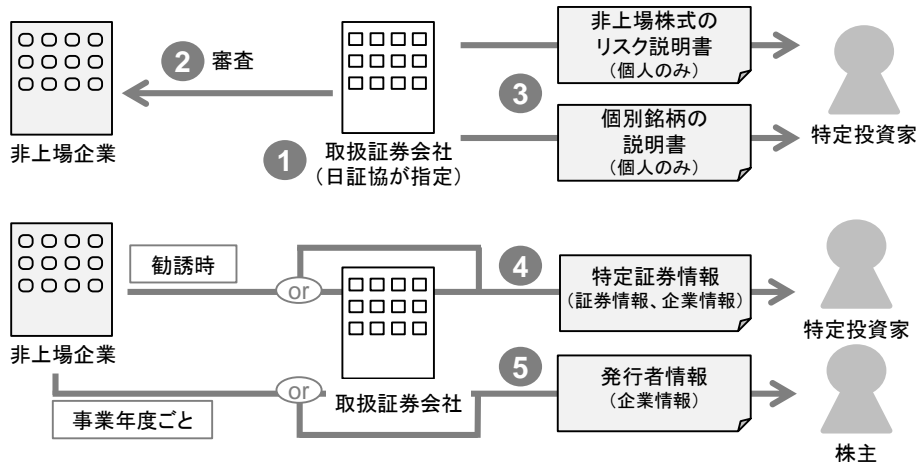 非上場企業
2
審査
1
取扱証券会社
（日証協が指定）
3
非上場株式の
リスク説明書
（個人のみ）
個別銘柄の
説明書
（個人のみ）
特定投資家
非上場企業
勧誘時
or
4
特定証券情報
（証券情報、企業情報）
特定投資家
事業年度ごと
or
取扱証券会社
5
発行者情報
（企業情報）
株主